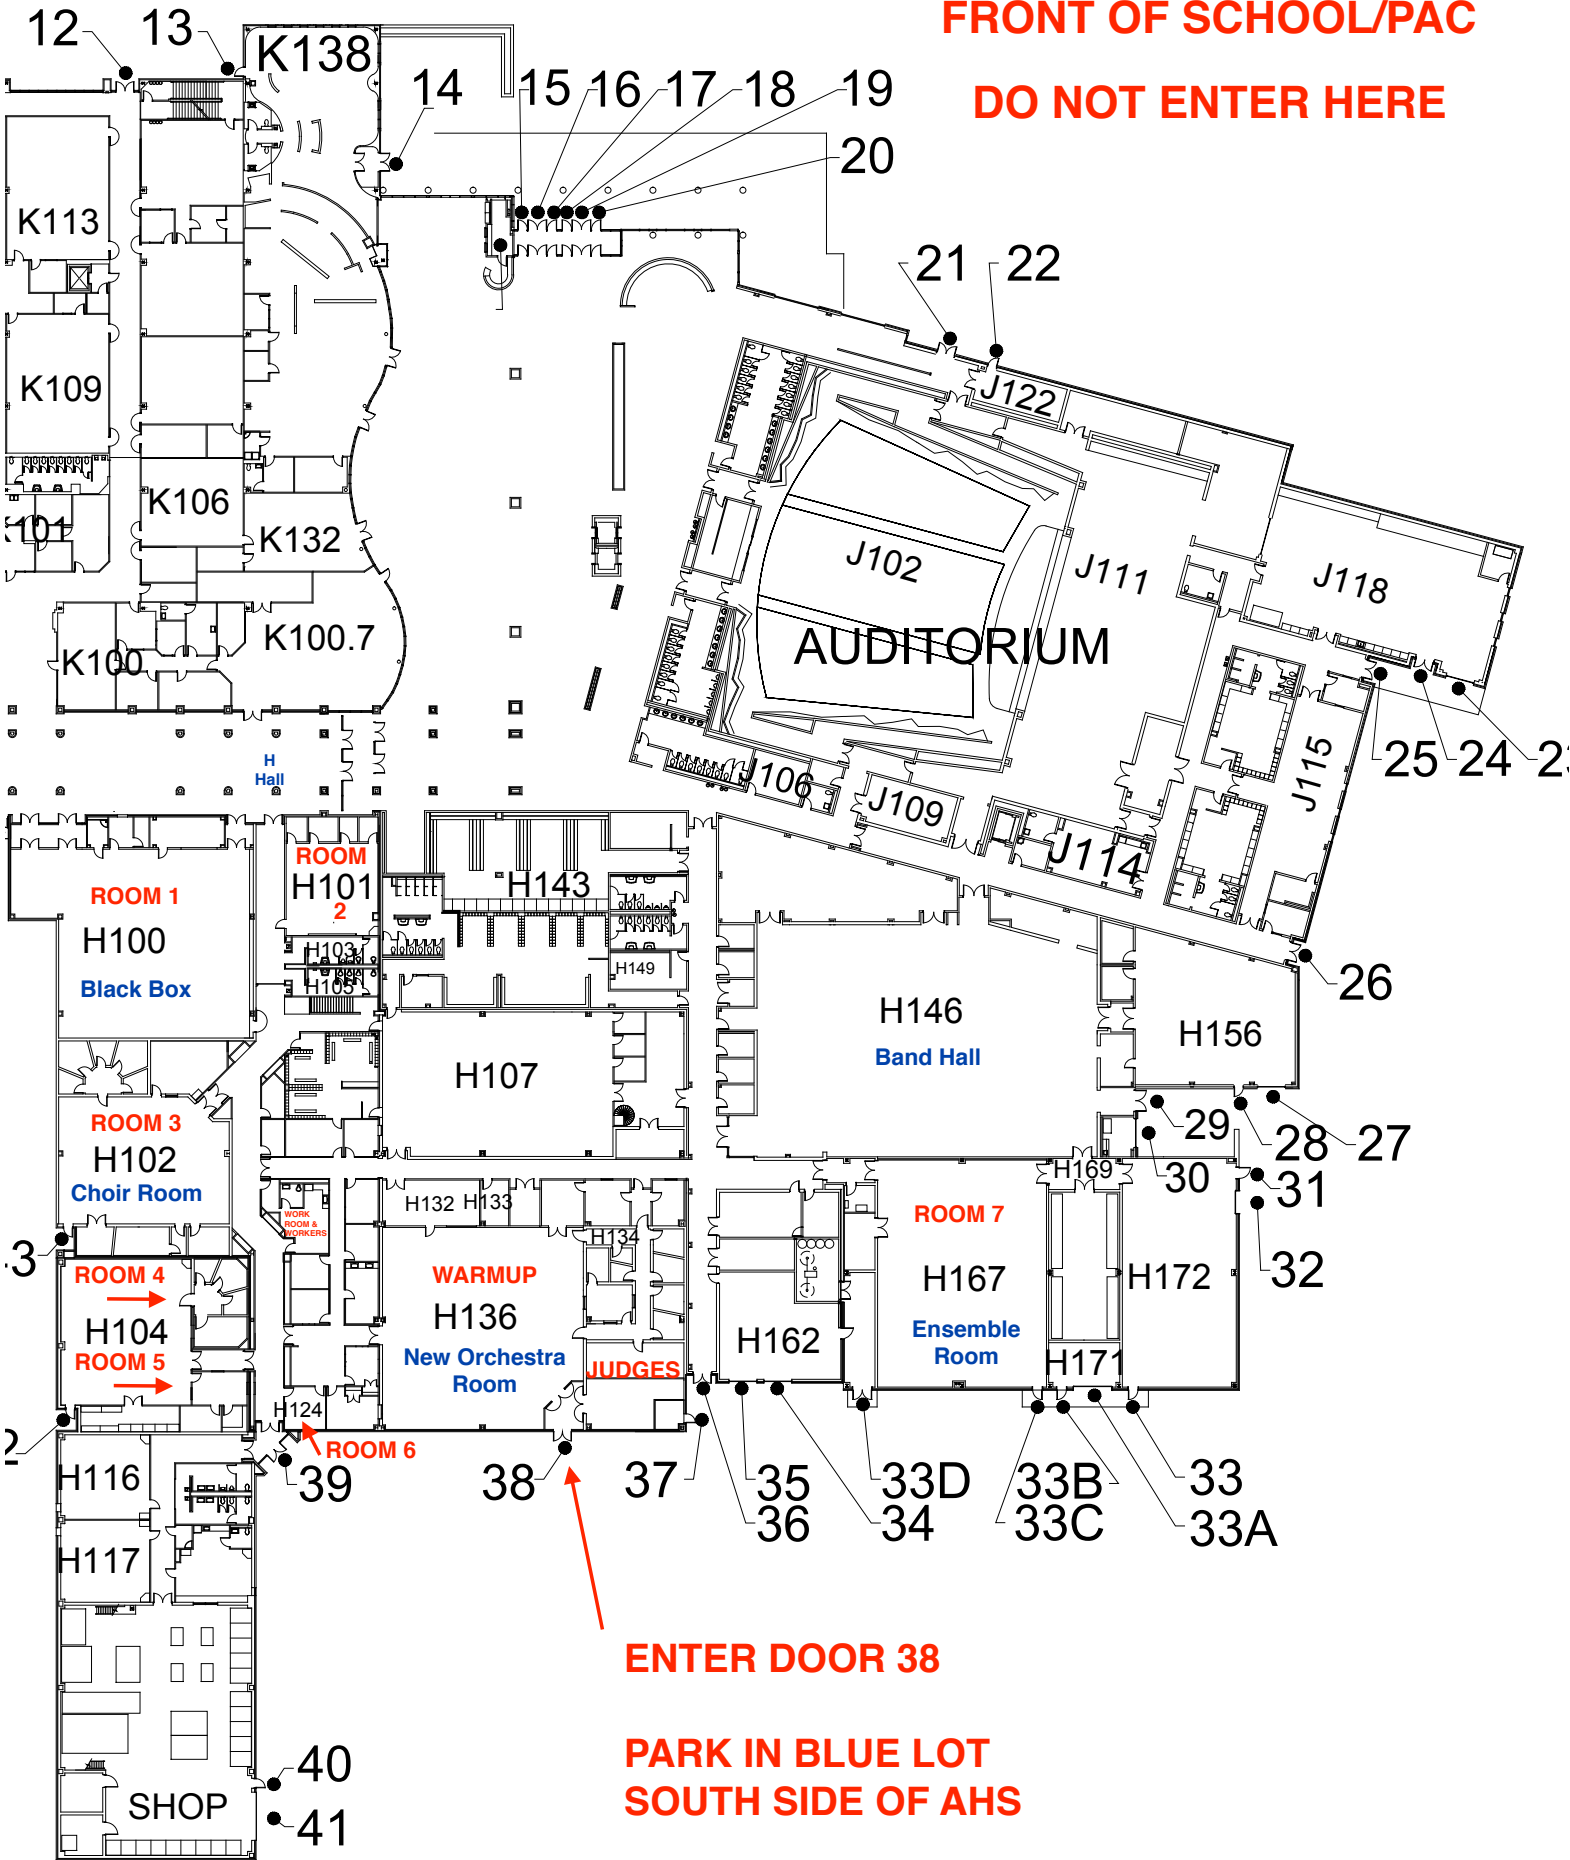 FRONT OF SCHOOL/PAC
DO NOT ENTER HERE
12
13
K138
14
15
16
17
18
19
20
K113
21
22
K109
J122
K106
K132
J102
J111
J118
AUDITORIUM
K100
K100.7
H
Hall
J106
J109
J114
J115
25
24
ROOM 1
H100
Black Box
ROOM
H101
2
H103
H105
H143
H149
26
H107
H146
Band Hall
H156
ROOM 3
H102
Choir Room
29
28
27
30
31
32
H132
H133
H134
H169
WORK
ROOM &
WORKERS
ROOM 4
H104
ROOM 5
WARMUP
H136
New Orchestra
Room
JUDGES
H162
ROOM 7
H167
Ensemble
Room
H172
H171
H124
ROOM 6
H116
39
38
37
35
36
33D
34
33B
33C
33
33A
H117
ENTER DOOR 38
PARK IN BLUE LOT
SOUTH SIDE OF AHS
40
SHOP
41